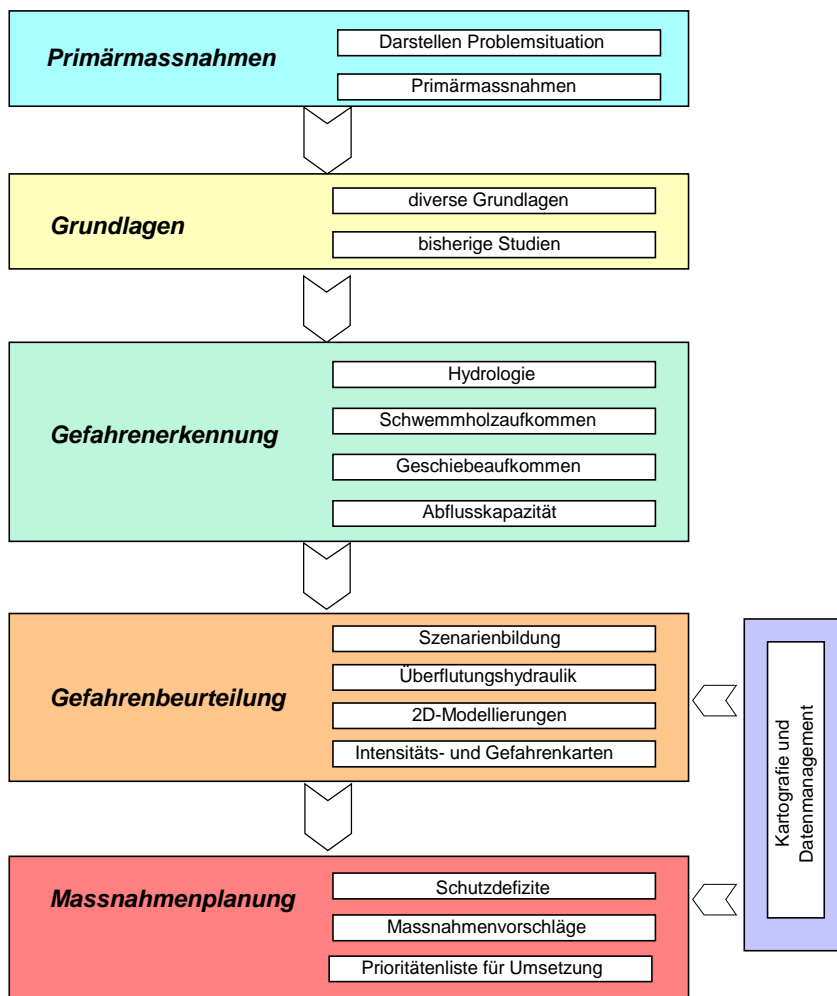 Primärmassnahmen
Darstellen Problemsituation
Primärmassnahmen
Grundlagen
diverse Grundlagen
bisherige Studien
Gefahrenerkennung
Hydrologie
Schwemmholzaufkommen
Geschiebeaufkommen
Abflusskapazität
Gefahrenbeurteilung
Szenarienbildung
Überflutungshydraulik
2D-Modellierungen
Intensitäts- und Gefahrenkarten
Kartografie und
Datenmanagement
Massnahmenplanung
Schutzdefizite
Massnahmenvorschläge
Prioritätenliste für Umsetzung